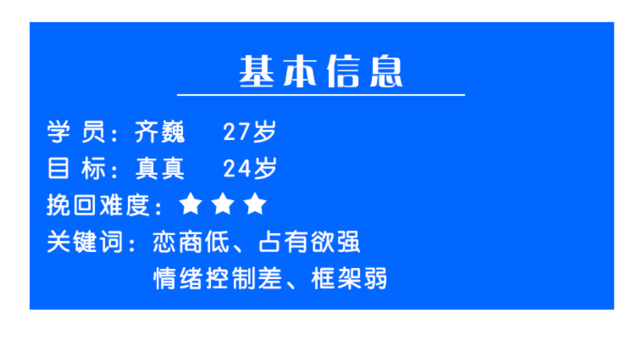 基本信息
学 员：齐巍 27岁
目 标：真真 24岁
挽回难度：★★★
关键词：恋商低、占有欲强
情绪控制差、框架弱